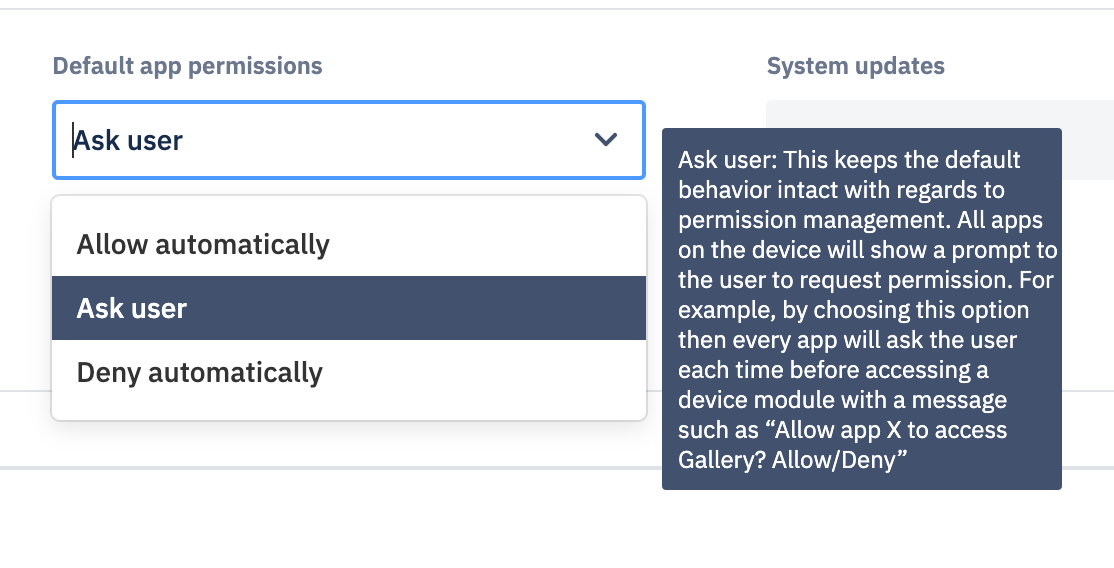 Default app permissions
System updates
Ask user
Allow automatically
Ask user
Deny automatically
Ask user: This keeps the default
behavior intact with regards to
permission management. All apps
on the device will show a prompt to
the user to request permission. For
example, by choosing this option
then every app will ask the user
each time before accessing a
device module with a message
such as “Allow app X to access
Gallery? Allow/Deny”